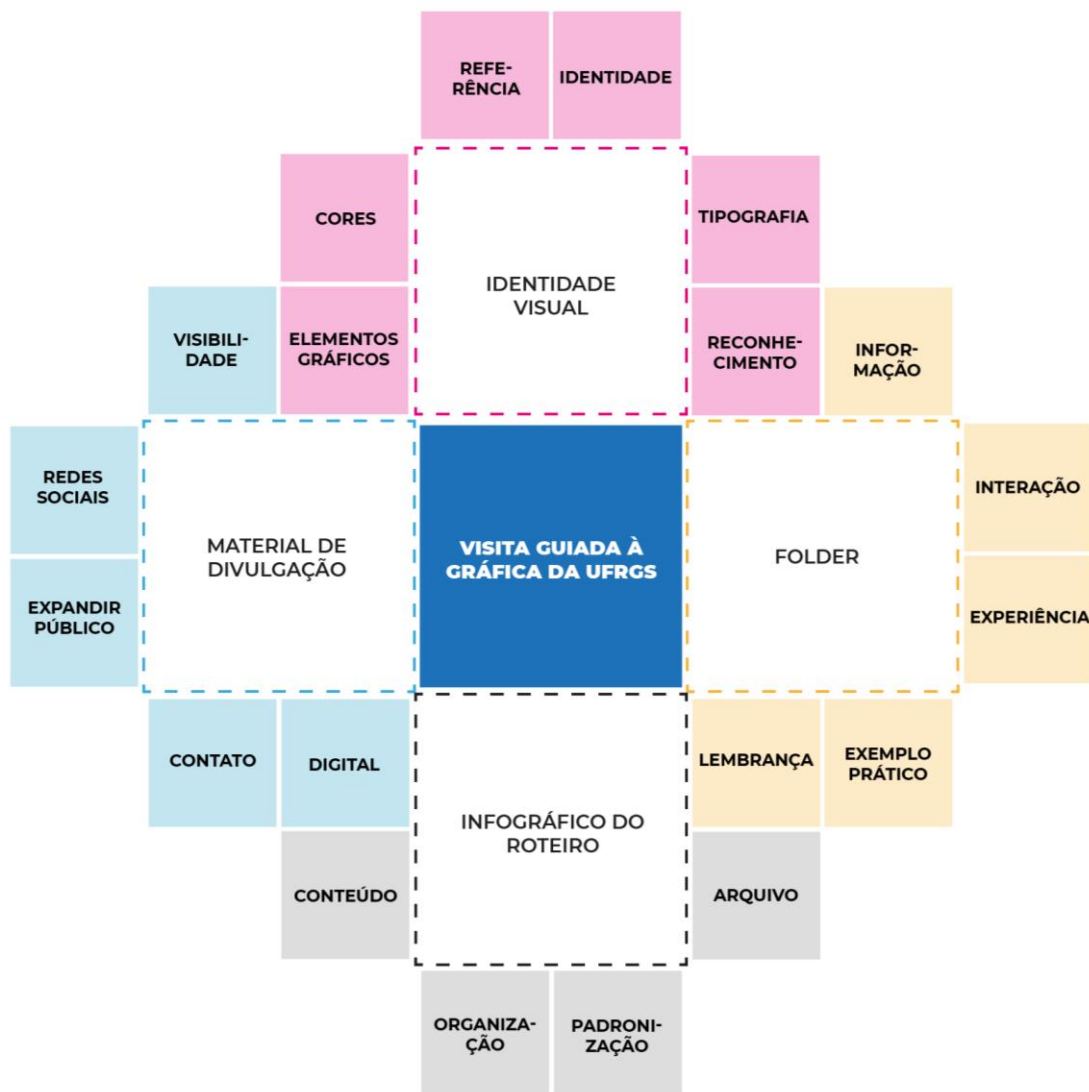 REFE-
RÊNCIA
IDENTIDADE
CORES
IDENTIDADE
VISUAL
TIPOGRAFIA
VISIBILI-
DADE
ELEMENTOS
GRÁFICOS
RECONHE-
CIMENTO
INFOR-
MAÇÃO
REDES
SOCIAIS
EXPANDIR
PÚBLICO
MATERIAL DE
DIVULGAÇÃO
VISITA GUIADA À
GRÁFICA DA UFRGS
FOLDER
INTERAÇÃO
EXPERIÊNCIA
CONTATO
DIGITAL
INFOGRÁFICO DO
ROTEIRO
LEMBRANÇA
EXEMPLO
PRÁTICO
CONTEÚDO
ARQUIVO
ORGANIZA-
ÇÃO
PADRONI-
ZAÇÃO